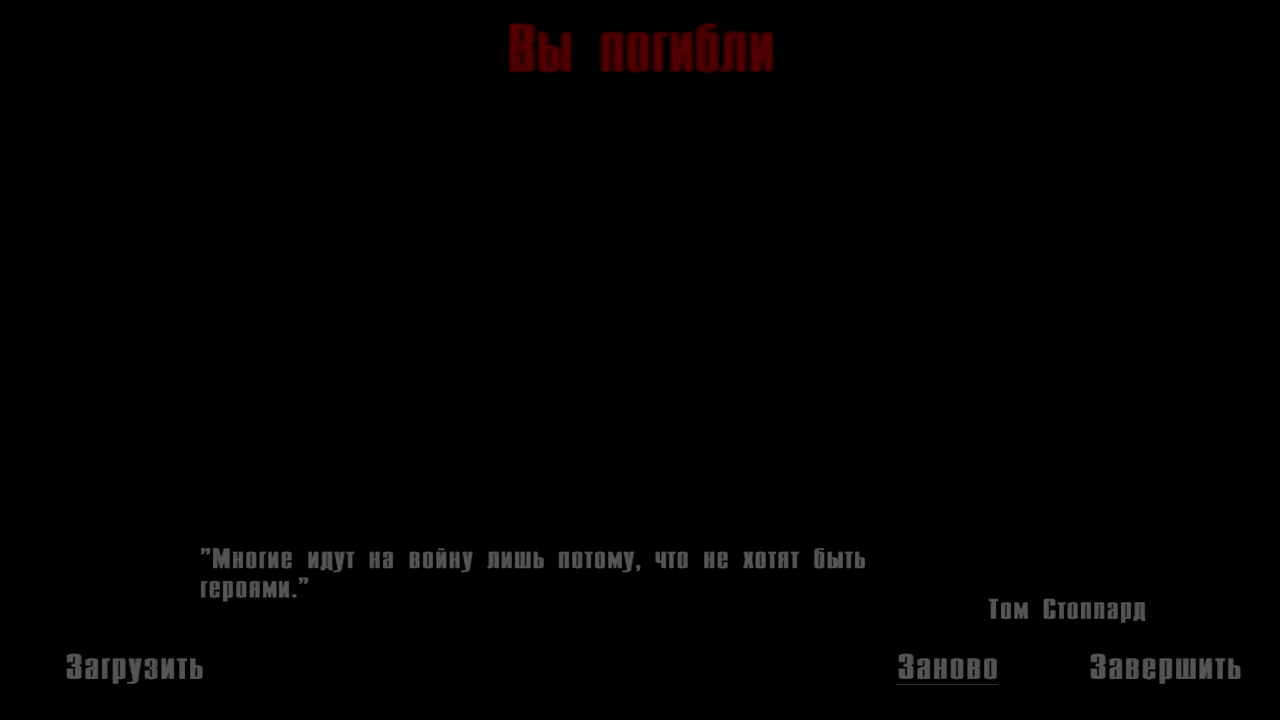 Вы погибли
"Многие идут на войну лишь потому, что не хотят быть
героями."
Том Стоппард
Загрузить Заново Завершить